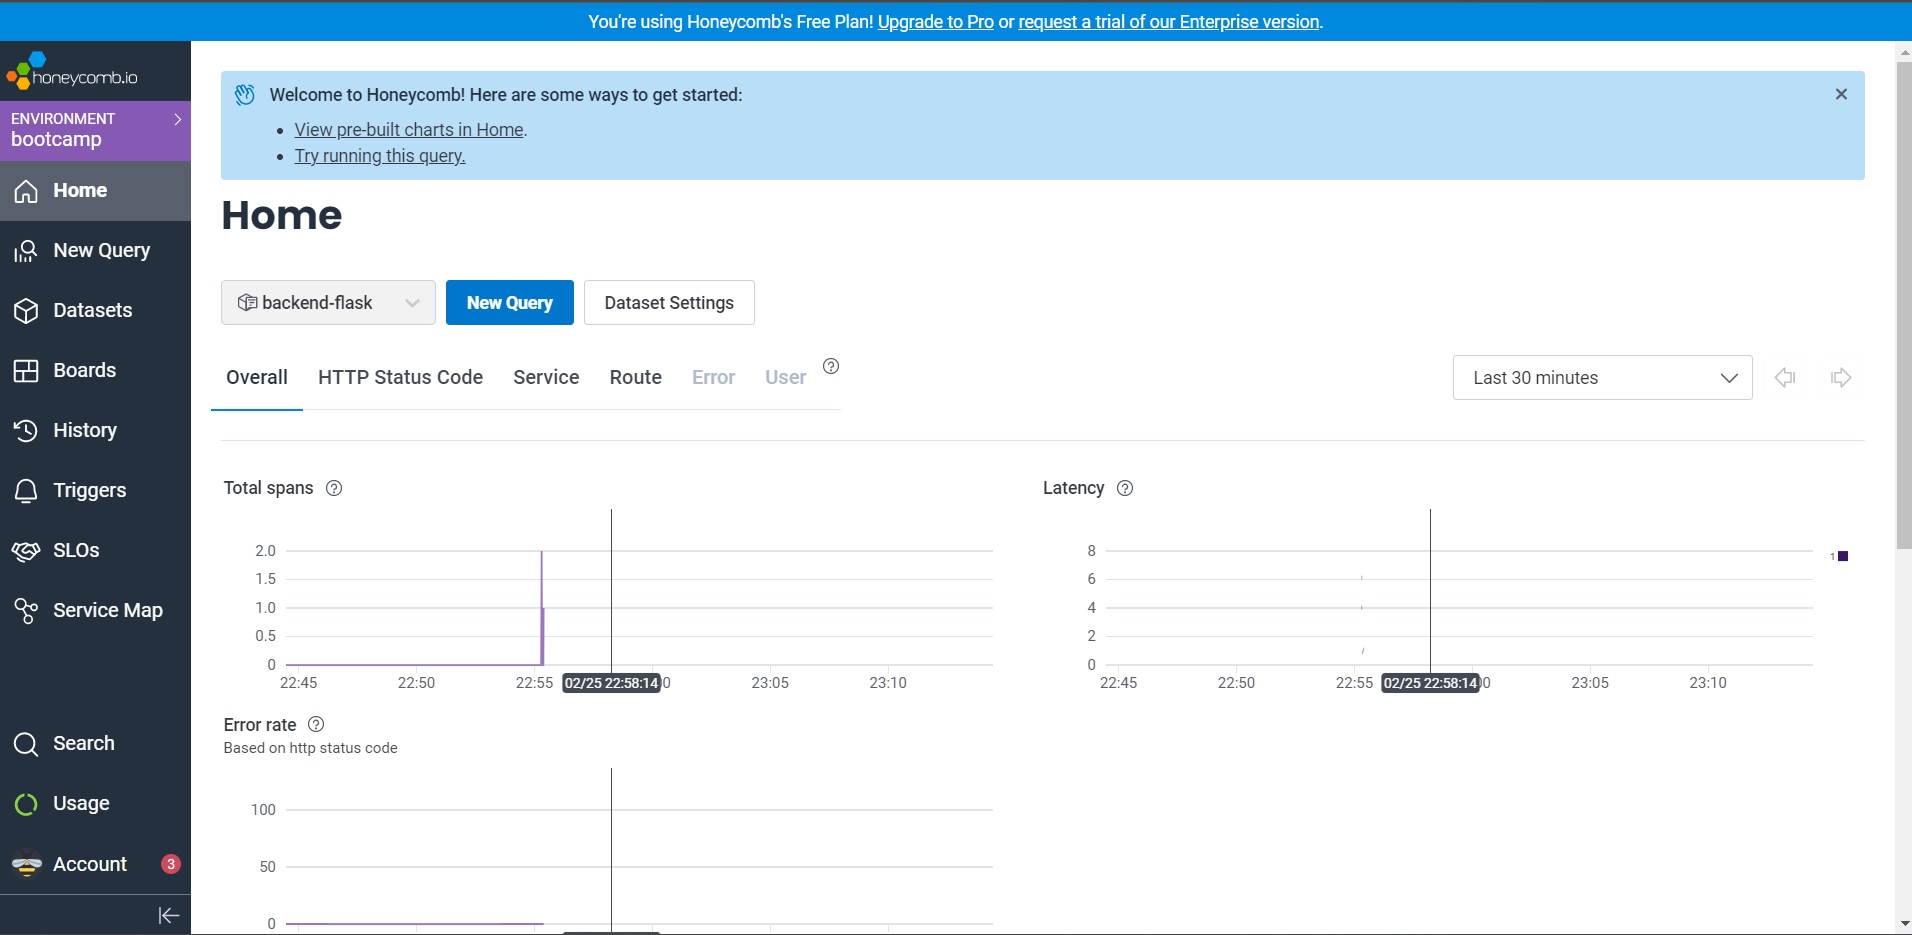 You're using Honeycomb's Free Plan! Upgrade to Pro or request a trial of our Enterprise version.
honeycomb.io
ENVIRONMENT
bootcamp
Home
New Query
Datasets
Boards
History
Triggers
SLOs
Service Map
Search
Usage
Account 3
Welcome to Honeycomb! Here are some ways to get started:
• View pre-built charts in Home.
• Try running this query.
Home
backend-flask New Query Dataset Settings
Overall HTTP Status Code Service Route Error User Last 30 minutes
Total spans
2.0
1.5
1.0
0.5
0
22:45 22:50 22:55 02/25 22:58:14 23:05 23:10
Latency
8
6
4
2
0
22:45 22:50 22:55 02/25 22:58:14 23:05 23:10
1
Error rate
Based on http status code
100
50
0